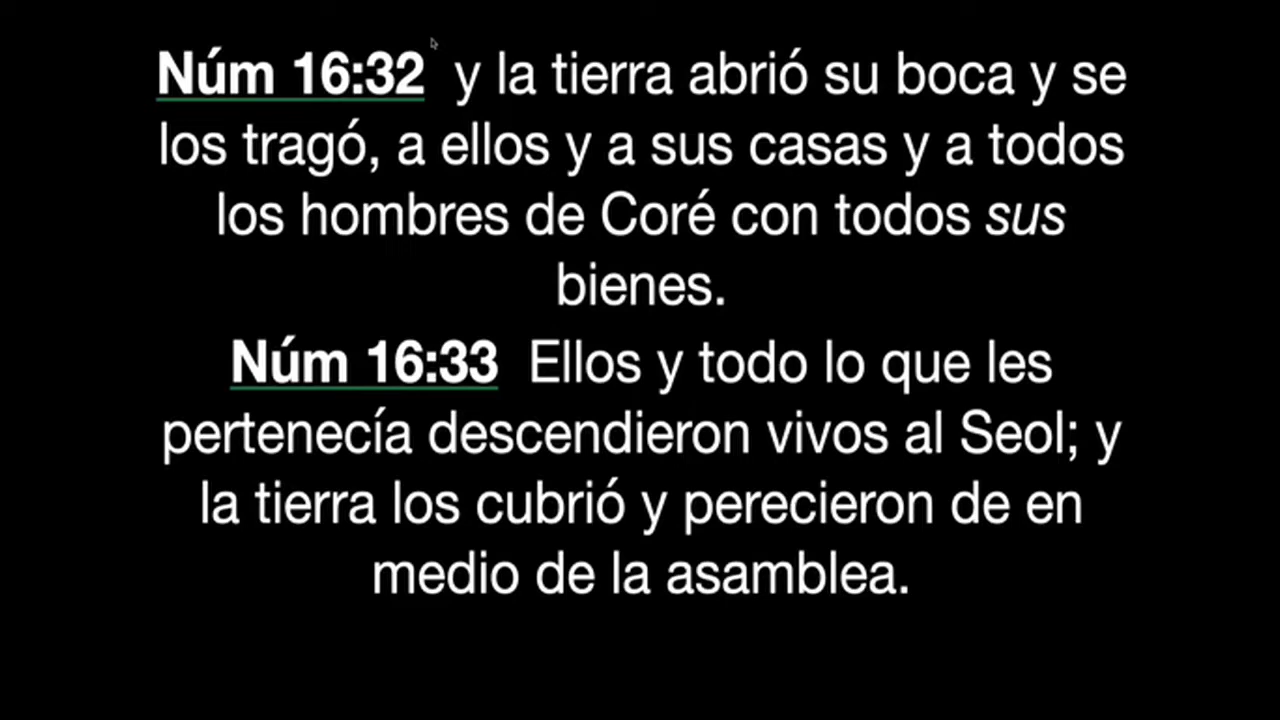 Núm 16:32 y la tierra abrió su boca y se
los tragó, a ellos y a sus casas y a todos
los hombres de Coré con todos sus
bienes.
Núm 16:33 Ellos y todo lo que les
pertenecía descendieron vivos al Seol; y
la tierra los cubrió y perecieron de en
medio de la asamblea.